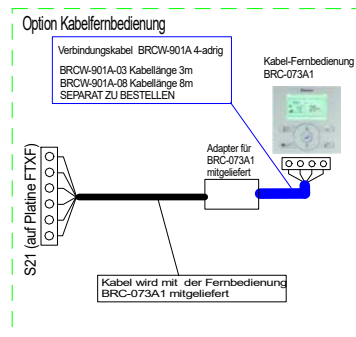 Option Kabelfernbedienung
Verbindungskabel BRCW-901A 4-adrig
BRCW-901A-03 Kabellänge 3m
BRCW-901A-08 Kabellänge 8m
SEPARAT ZU BESTELLEN
Kabel-Fernbedienung
BRC-073A1
Adapter für
BRC-073A1
mitgeliefert
S21 (auf Platine FTXF)
Kabel wird mit der Fernbedienung
BRC-073A1 mitgeliefert